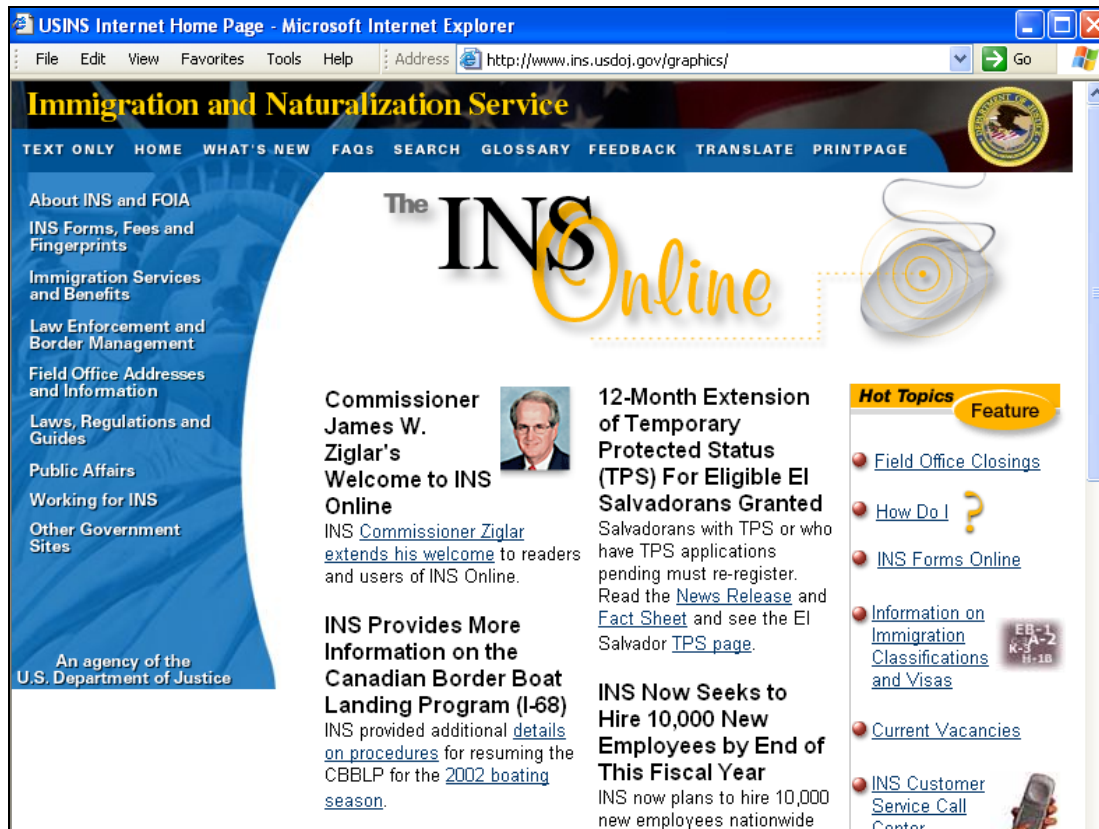 USINS Internet Home Page - Microsoft Internet Explorer
File Edit View Favorites Tools Help Address http://www.ins.usdoj.gov/graphics/ Go
Immigration and Naturalization Service
TEXT ONLY HOME WHAT'S NEW FAQs SEARCH GLOSSARY FEEDBACK TRANSLATE PRINTPAGE
About INS and FOIA
INS Forms, Fees and
Fingerprints
Immigration Services
and Benefits
Law Enforcement and
Border Management
Field Office Addresses
and Information
Laws, Regulations and
Guides
Public Affairs
Working for INS
Other Government
Sites
An agency of the
U.S. Department of Justice
The INS Online
Commissioner
James W.
Ziglar's
Welcome to INS
Online
INS Commissioner Ziglar
extends his welcome to readers
and users of INS Online.
INS Provides More
Information on the
Canadian Border Boat
Landing Program (I-68)
INS provided additional details
on procedures for resuming the
CBBLP for the 2002 boating
season.
12-Month Extension
of Temporary
Protected Status
(TPS) For Eligible El
Salvadorans Granted
Salvadorans with TPS or who
have TPS applications
pending must re-register.
Read the News Release and
Fact Sheet and see the El
Salvador TPS page.
INS Now Seeks to
Hire 10,000 New
Employees by End of
This Fiscal Year
INS now plans to hire 10,000
new employees nationwide
Hot Topics
Feature
Field Office Closings
How Do I ?
INS Forms Online
Information on
Immigration
Classifications
and Visas
EB-1
A-2
K-3
H-1B
Current Vacancies
INS Customer
Service Call
Center